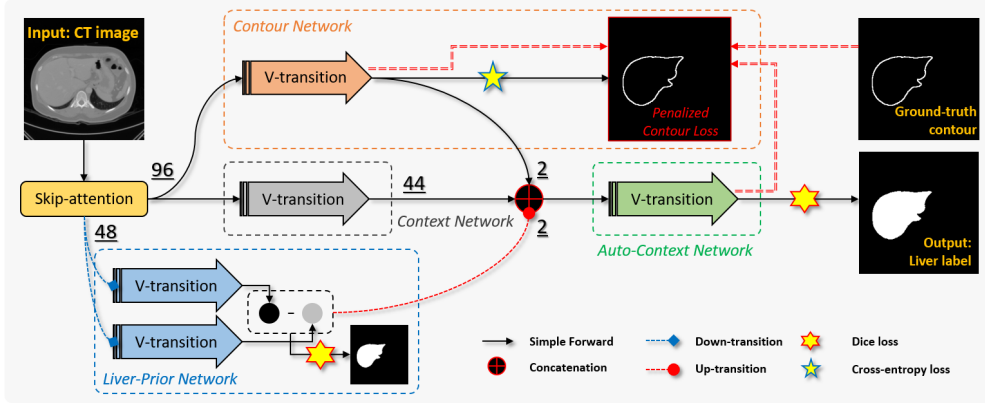 Input: CT image
Contour Network
V-transition
Penalized
Contour Loss
Ground-truth
contour
Skip-attention
96
V-transition
44
Context Network
2
2
V-transition
Auto-Context Network
Output:
Liver label
48
V-transition
V-transition
Liver-Prior Network
Simple Forward
Down-transition
Dice loss
Concatenation
Up-transition
Cross-entropy loss